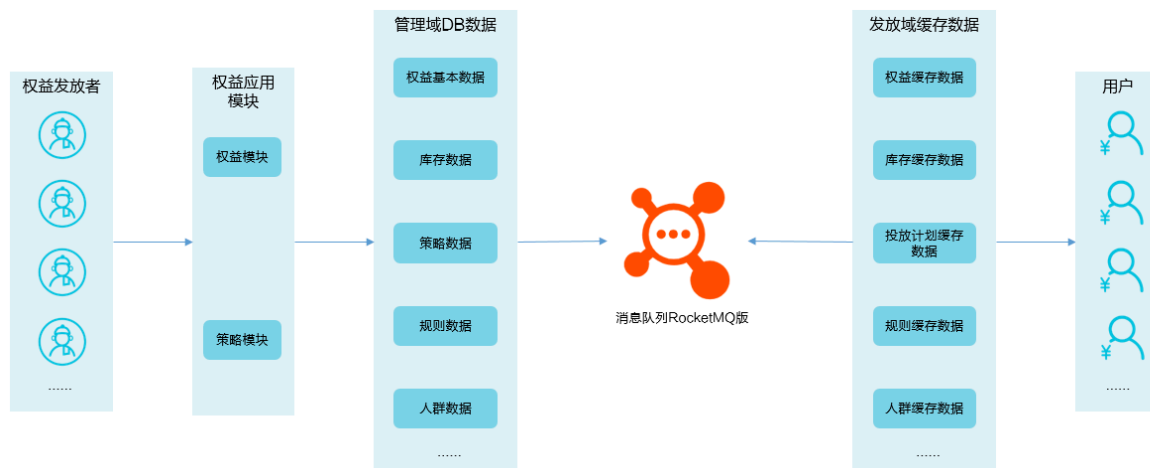 权益发放者
......
权益应用
模块
权益模块
策略模块
管理域DB数据
权益基本数据
库存数据
策略数据
规则数据
人群数据
......
消息队列RocketMQ版
发放域缓存数据
权益缓存数据
库存缓存数据
投放计划缓存
数据
规则缓存数据
人群缓存数据
......
用户
¥
¥
¥
¥
......